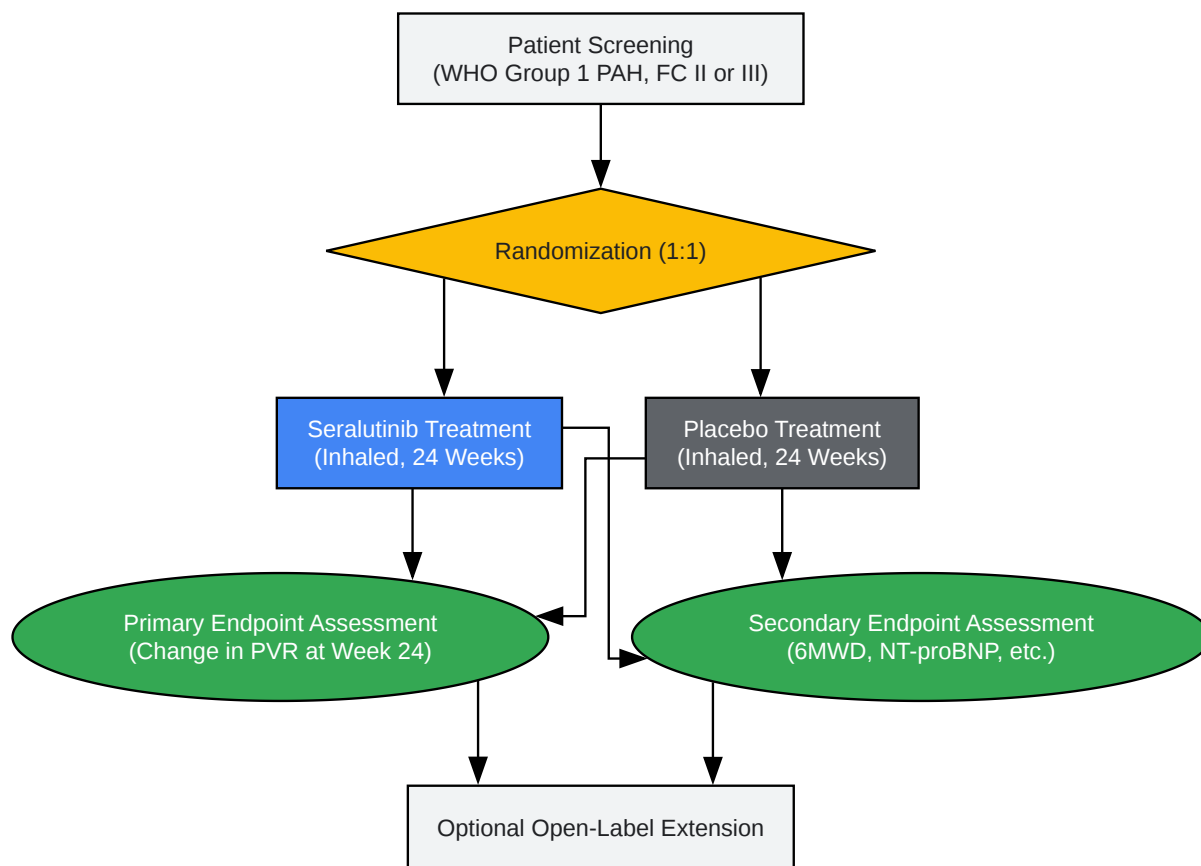 Patient Screening
(WHO Group 1 PAH, FC II or III)
Randomization (1:1)
Seralutinib Treatment
(Inhaled, 24 Weeks)
Placebo Treatment
(Inhaled, 24 Weeks)
Primary Endpoint Assessment
(Change in PVR at Week 24)
Secondary Endpoint Assessment
(6MWD, NT-proBNP, etc.)
Optional Open-Label Extension